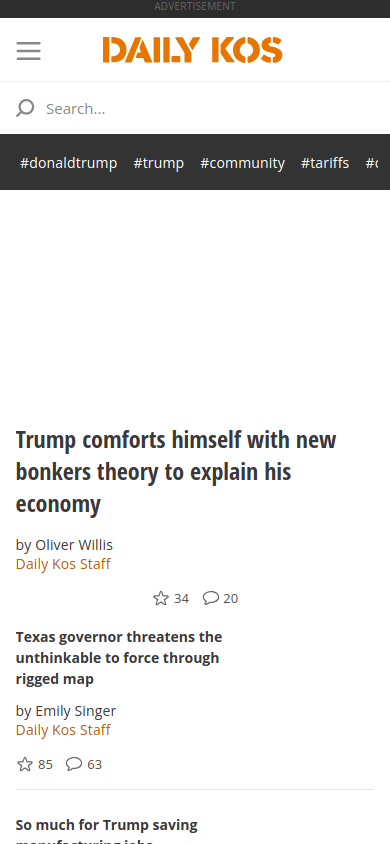 ADVERTISEMENT
DAILY KOS
Search...
#donaldtrump #trump #community #tariffs
Trump comforts himself with new
bonkers theory to explain his
economy
by Oliver Willis
Daily Kos Staff
34 20
Texas governor threatens the
unthinkable to force through
rigged map
by Emily Singer
Daily Kos Staff
85 63
So much for Trump saving
manufacturing jobs